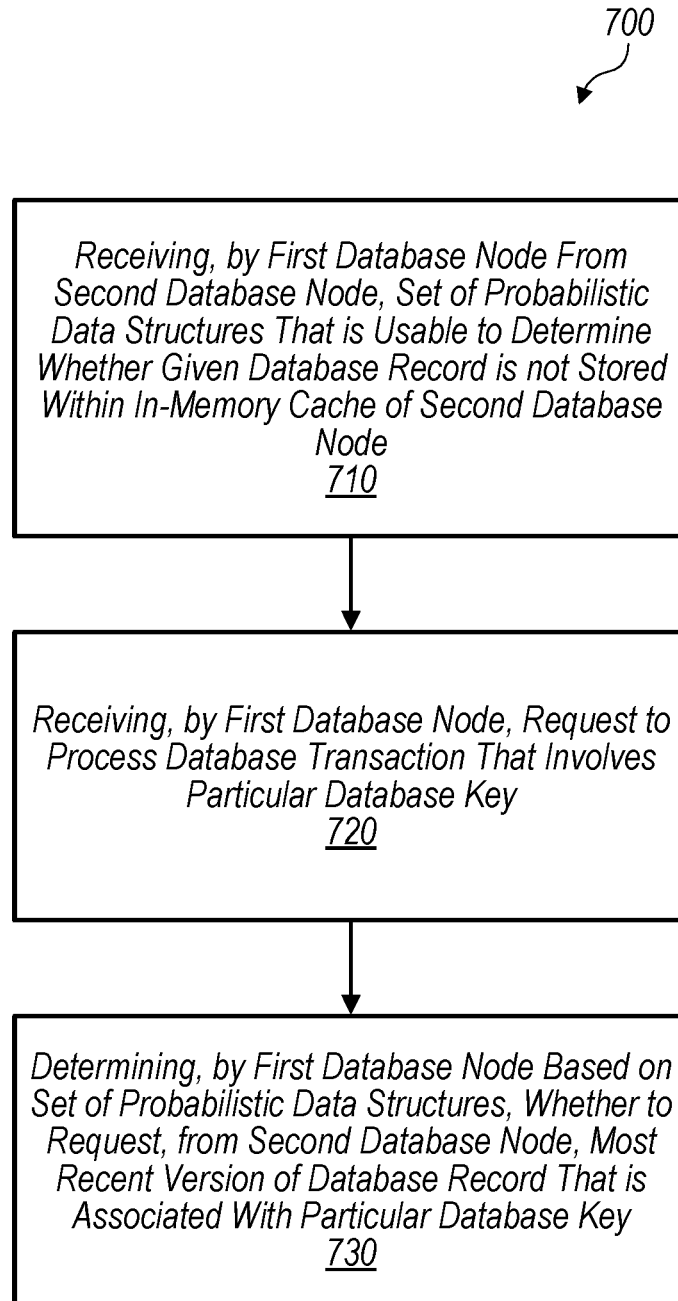 700
Receiving, by First Database Node From
Second Database Node, Set of Probabilistic
Data Structures That is Usable to Determine
Whether Given Database Record is not Stored
Within In-Memory Cache of Second Database
Node
710
Receiving, by First Database Node, Request to
Process Database Transaction That Involves
Particular Database Key
720
Determining, by First Database Node Based on
Set of Probabilistic Data Structures, Whether to
Request, from Second Database Node, Most
Recent Version of Database Record That is
Associated With Particular Database Key
730